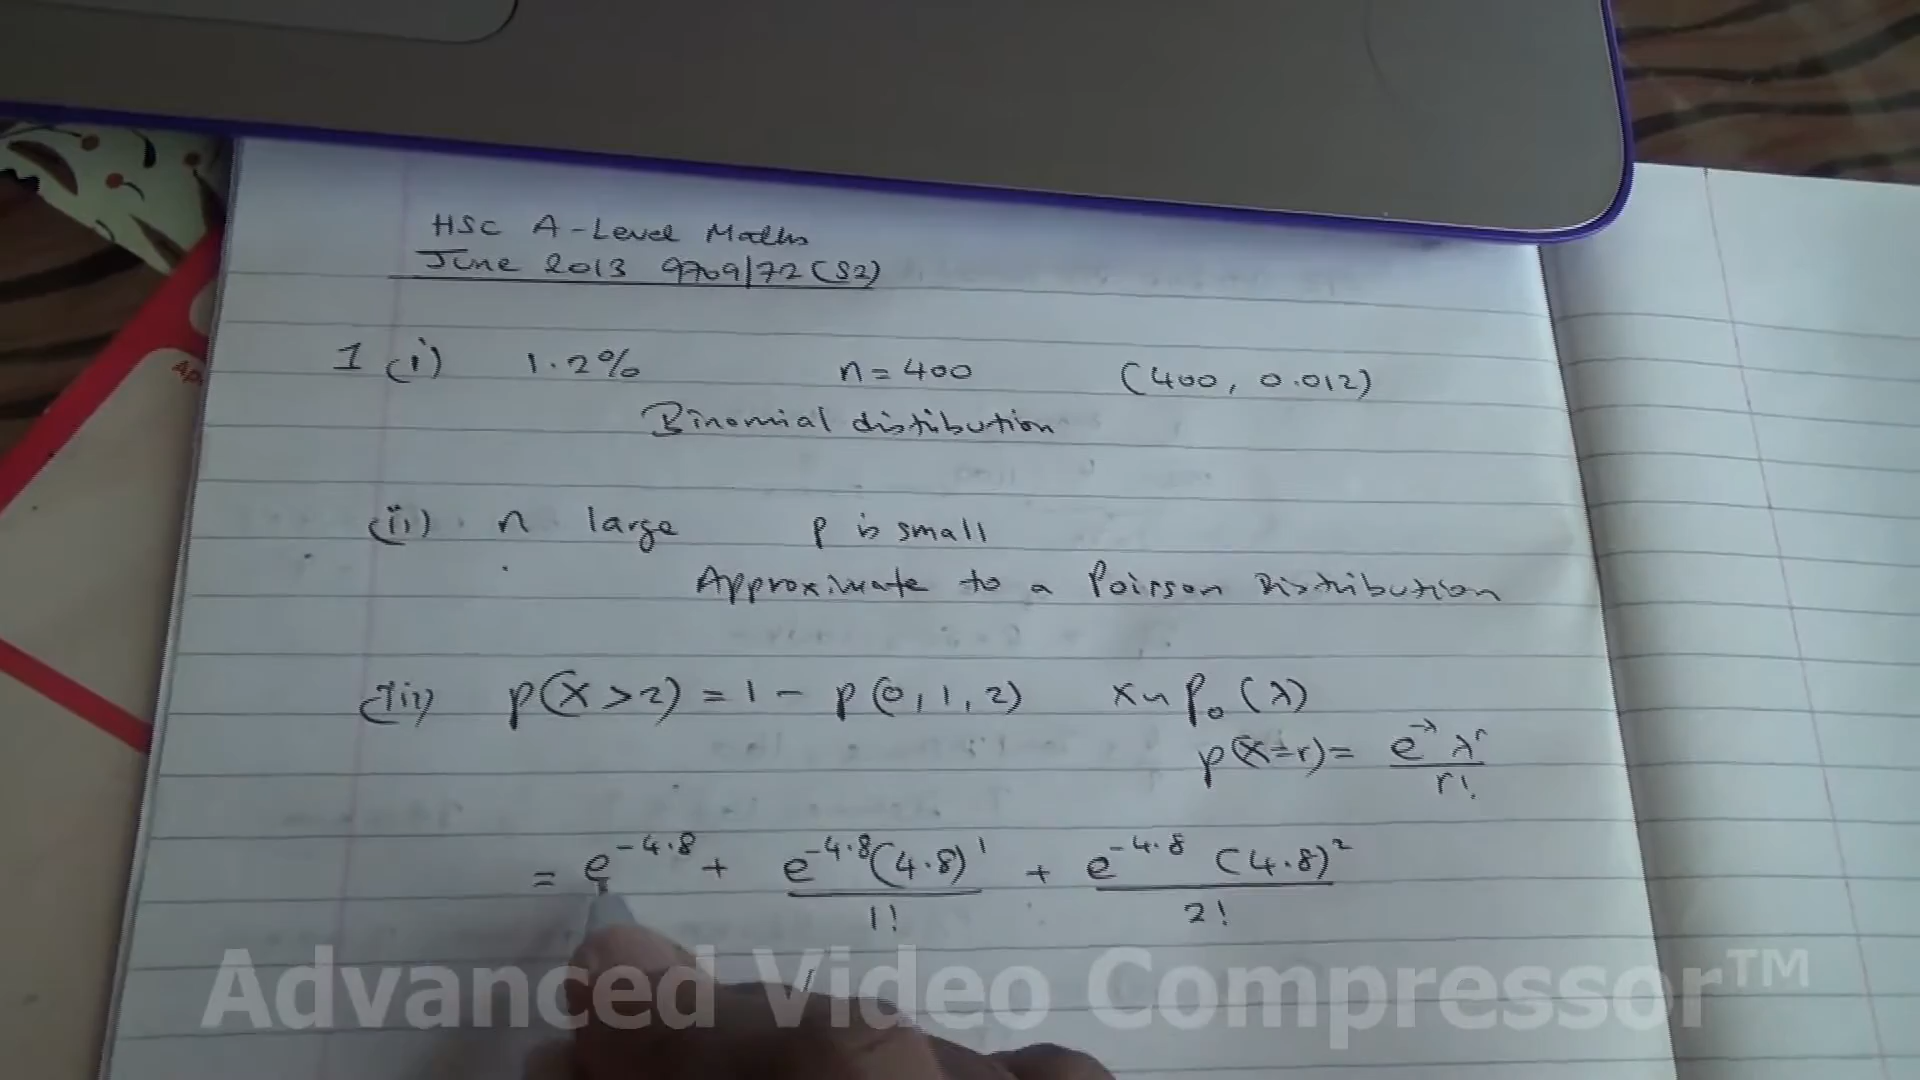 HSC A-Level Maths
June 2013 9709/72 (S2)
1 (i) 1.2% n = 400 (400, 0.012)
Binomial distribution
(ii) n large p is small
Approximate to a Poisson Distribution
(iii) P(X > 2) = 1 - P(0, 1, 2) X ~ Po (λ)
P(X=r) = e^-λ λ^r / r!
= e^-4.8 + e^-4.8 (4.8)^1 / 1! + e^-4.8 (4.8)^2 / 2!
Advanced Video Compressor™